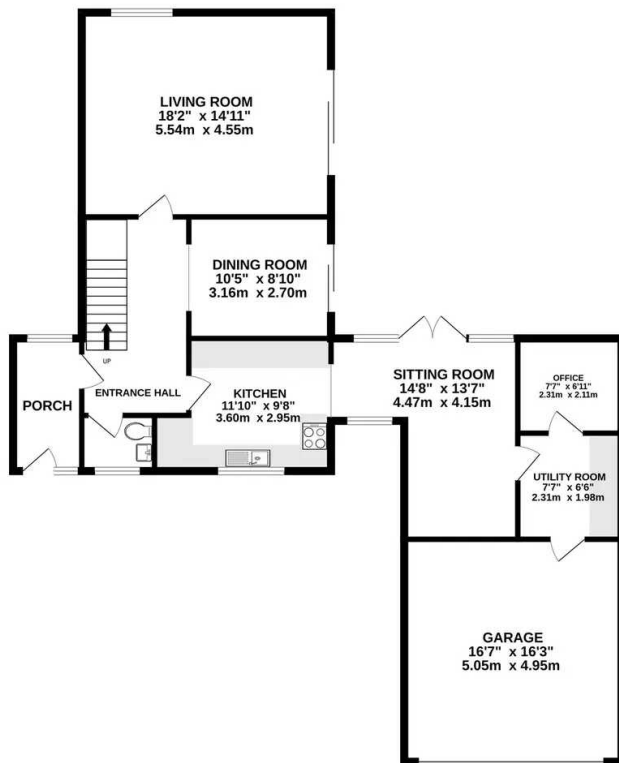 LIVING ROOM
18'2" x 14'11"
5.54m x 4.55m
DINING ROOM
10'5" x 8'10"
3.16m x 2.70m
UP
PORCH
ENTRANCE HALL
KITCHEN
11'10" x 9'8"
3.60m x 2.95m
SITTING ROOM
14'8" x 13'7"
4.47m x 4.15m
OFFICE
7'7" x 6'11"
2.31m x 2.11m
UTILITY ROOM
7'7" x 6'6"
2.31m x 1.98m
GARAGE
16'7" x 16'3"
5.05m x 4.95m